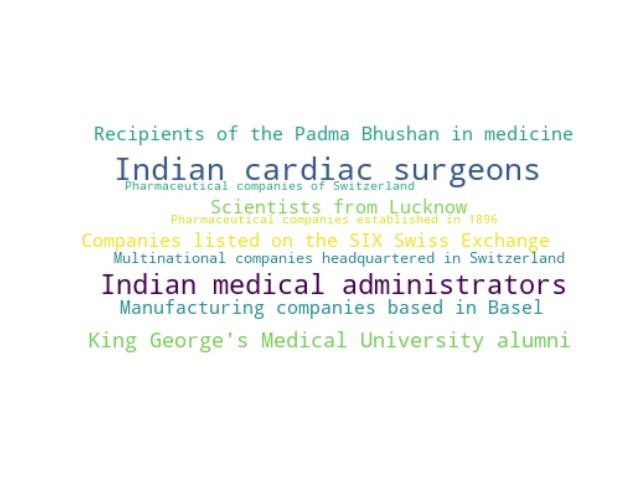 Recipients of the Padma Bhushan in medicine
Indian cardiac surgeons
Pharmaceutical companies of Switzerland
Scientists from Lucknow
Pharmaceutical companies established in 1896
Companies listed on the SIX Swiss Exchange
Multinational companies headquartered in Switzerland
Indian medical administrators
Manufacturing companies based in Basel
King George's Medical University alumni